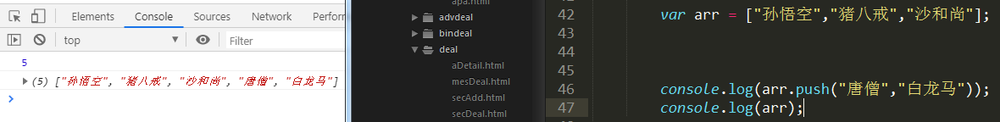 Elements Console Sources Network Perform
top
Filter
5
(5) ["孙悟空", "猪八戒", "沙和尚", "唐僧", "白龙马"]
apa.html
advdeal
bindeal
deal
aDetail.html
mesDeal.html
secAdd.html
secDeal.html
42 var arr = ["孙悟空","猪八戒","沙和尚"];
43
44
45
46 console.log(arr.push("唐僧","白龙马"));
47 console.log(arr);